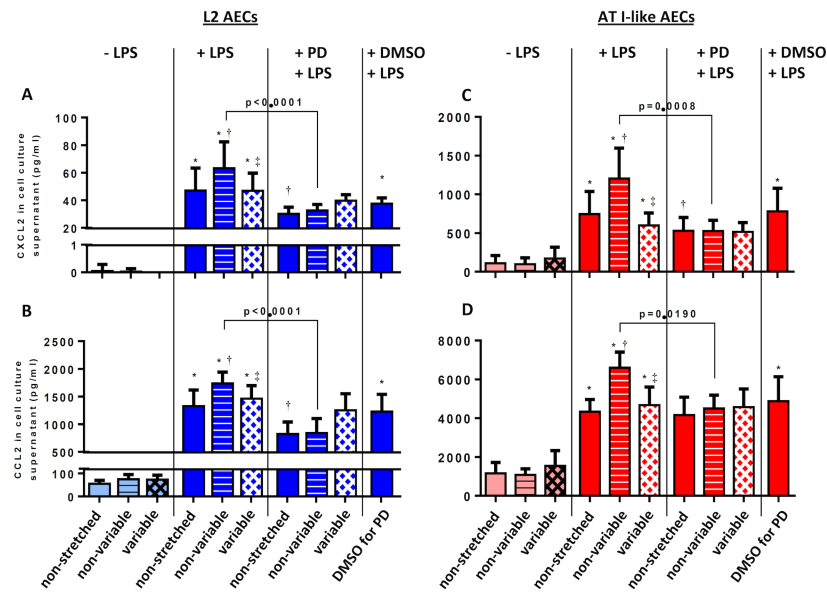 L2 AECs
AT I-like AECs
- LPS
+ LPS
+ PD
+ LPS
+ DMSO
+ LPS
- LPS
+ LPS
+ PD
+ LPS
+ DMSO
+ LPS
A
CXCL2 in cell culture
supernatant (pg/ml)
100
80
60
40
20
1
0
p<0.0001
*
* †
* ‡
†
*
C
2000
1500
1000
500
0
p=0.0008
*
* †
* ‡
†
*
B
CCL2 in cell culture
supernatant (pg/ml)
2500
2000
1500
1000
500
100
0
p<0.0001
*
* †
* ‡
†
*
D
8000
6000
4000
2000
0
p=0.0190
*
* †
* ‡
*
non-stretched
non-variable
variable
non-stretched
non-variable
variable
non-stretched
non-variable
variable
DMSO for PD
non-stretched
non-variable
variable
non-stretched
non-variable
variable
non-stretched
non-variable
variable
DMSO for PD